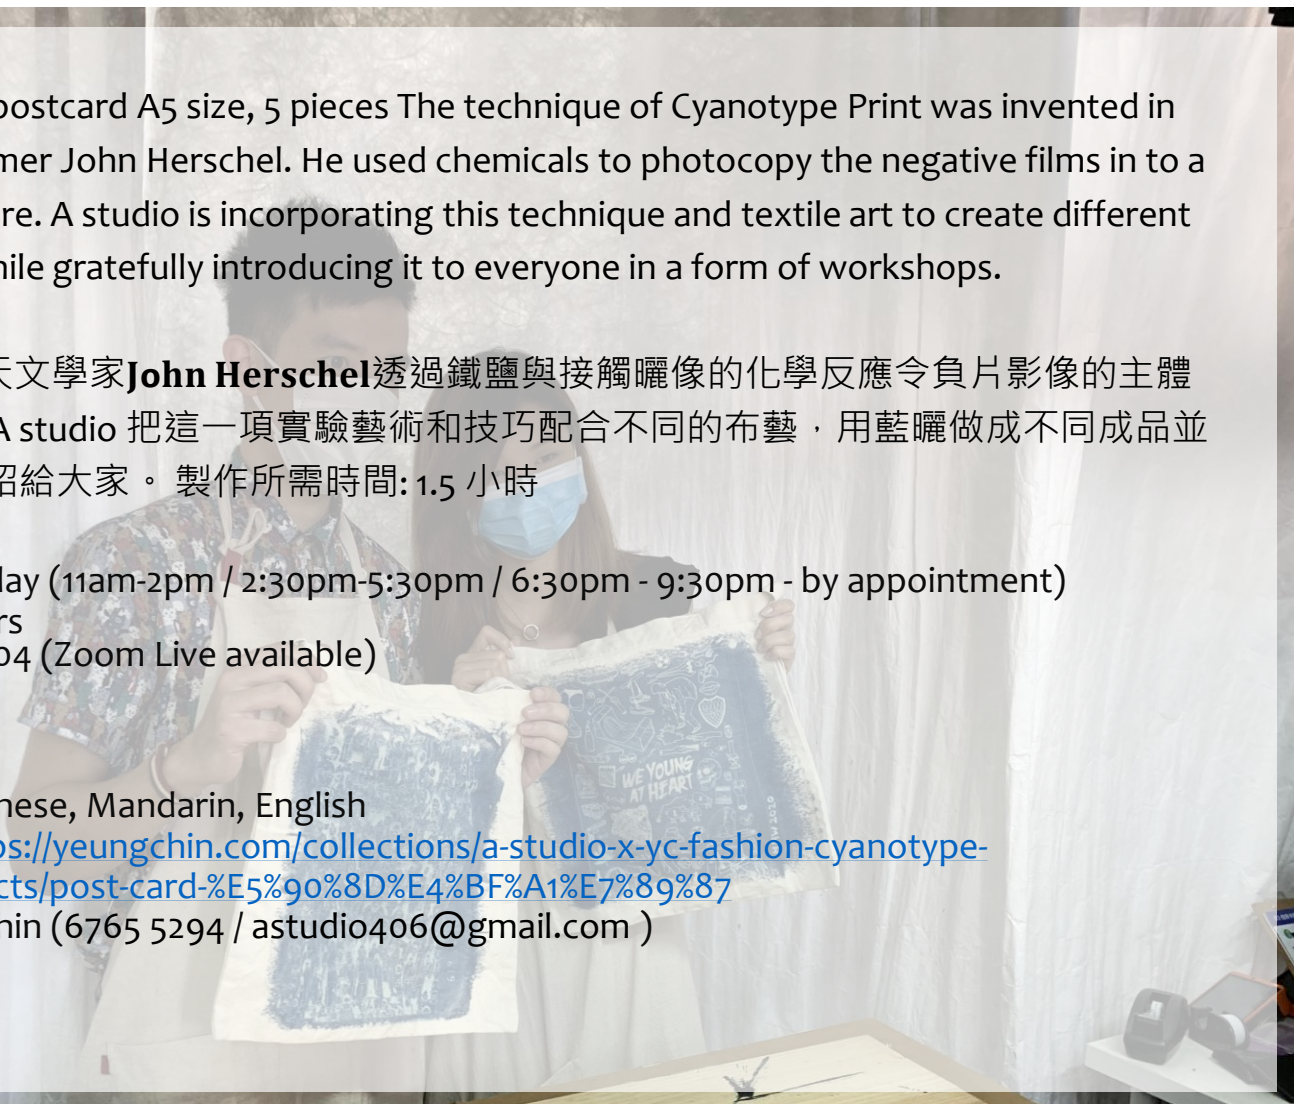 postcard A5 size, 5 pieces The technique of Cyanotype Print was invented in
mer John Herschel. He used chemicals to photocopy the negative films in to a
re. A studio is incorporating this technique and textile art to create different
hile gratefully introducing it to everyone in a form of workshops.
天文學家John Herschel透過鐵鹽與接觸曬像的化學反應令負片影像的主體
A studio 把這一項實驗藝術和技巧配合不同的布藝，用藍曬做成不同成品並
紹給大家。 製作所需時間: 1.5 小時
day (11am-2pm / 2:30pm-5:30pm / 6:30pm - 9:30pm - by appointment)
rs
04 (Zoom Live available)
WE YOUNG
AT HEART
nese, Mandarin, English
ps://yeungchin.com/collections/a-studio-x-yc-fashion-cyanotype-
cts/post-card-%E5%90%8D%E4%BF%A1%E7%89%87
hin (6765 5294 / astudio406@gmail.com )